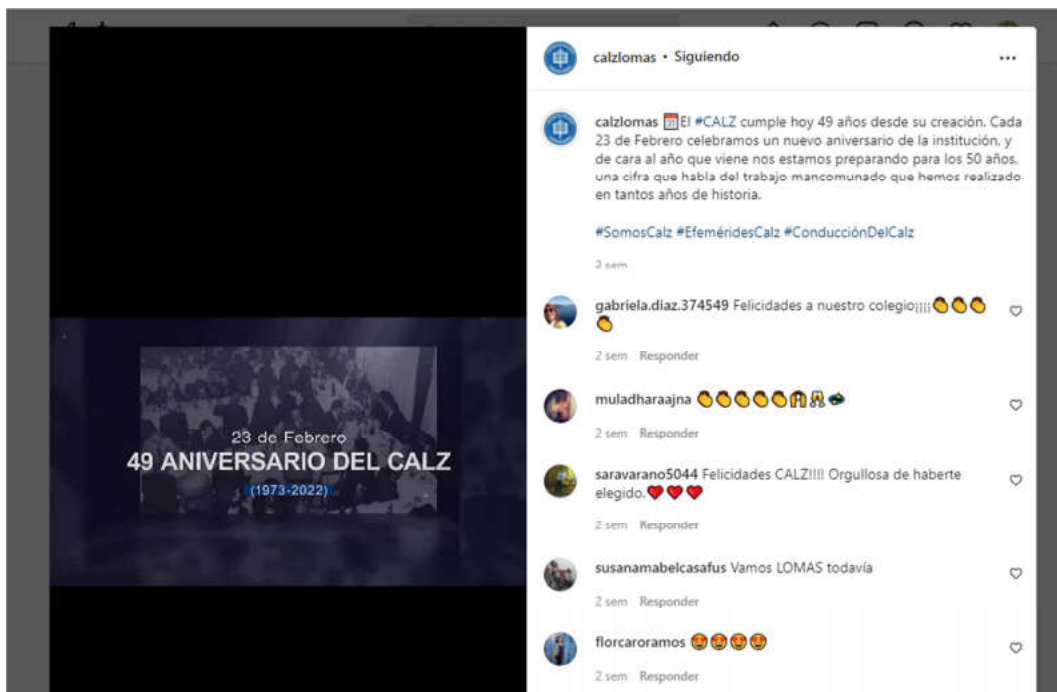 calzlomas • Siguiendo
calzlomas 📅El #CALZ cumple hoy 49 años desde su creación. Cada
23 de Febrero celebramos un nuevo aniversario de la institución, y
de cara al año que viene nos estamos preparando para los 50 años,
una cifra que habla del trabajo mancomunado que hemos realizado
en tantos años de historia.
#SomosCalz #EfeméridesCalz #ConducciónDelCalz
2 sem
gabriela.diaz.374549 Felicidades a nuestro colegio¡¡¡¡👏👏👏
👏
2 sem Responder
muladharaajna 👏👏👏👏👏🙌🥂
2 sem Responder
saravarano5044 Felicidades CALZ!!!! Orgullosa de haberte
elegido.❤❤❤
2 sem Responder
susanamabelcasafus Vamos LOMAS todavía
2 sem Responder
florcaroramos 🤩🤩🤩🤩
2 sem Responder
23 de Febrero
49 ANIVERSARIO DEL CALZ
(1973-2022)